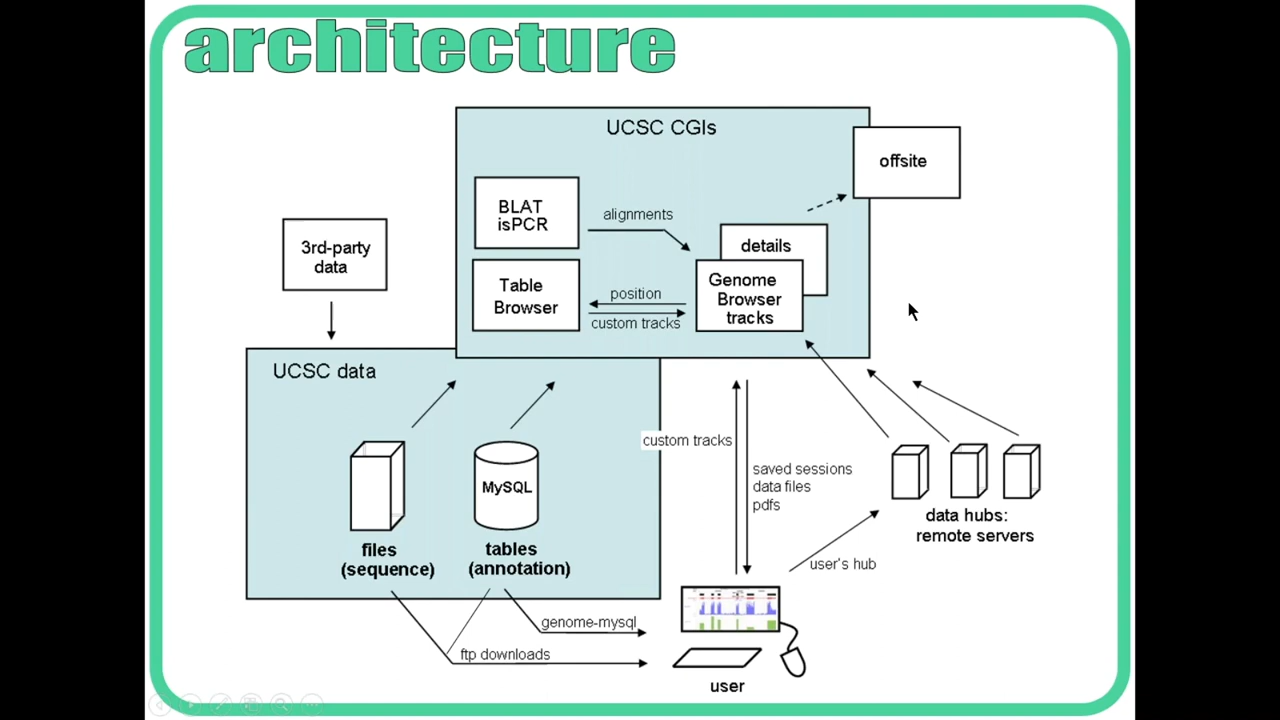 architecture
UCSC CGIs
offsite
BLAT
isPCR
alignments
3rd-party
data
details
Table
Browser
position
custom tracks
Genome
Browser
tracks
UCSC data
custom tracks
saved sessions
data files
pdfs
MySQL
files
(sequence)
tables
(annotation)
data hubs:
remote servers
user's hub
genome-mysql
ftp downloads
user